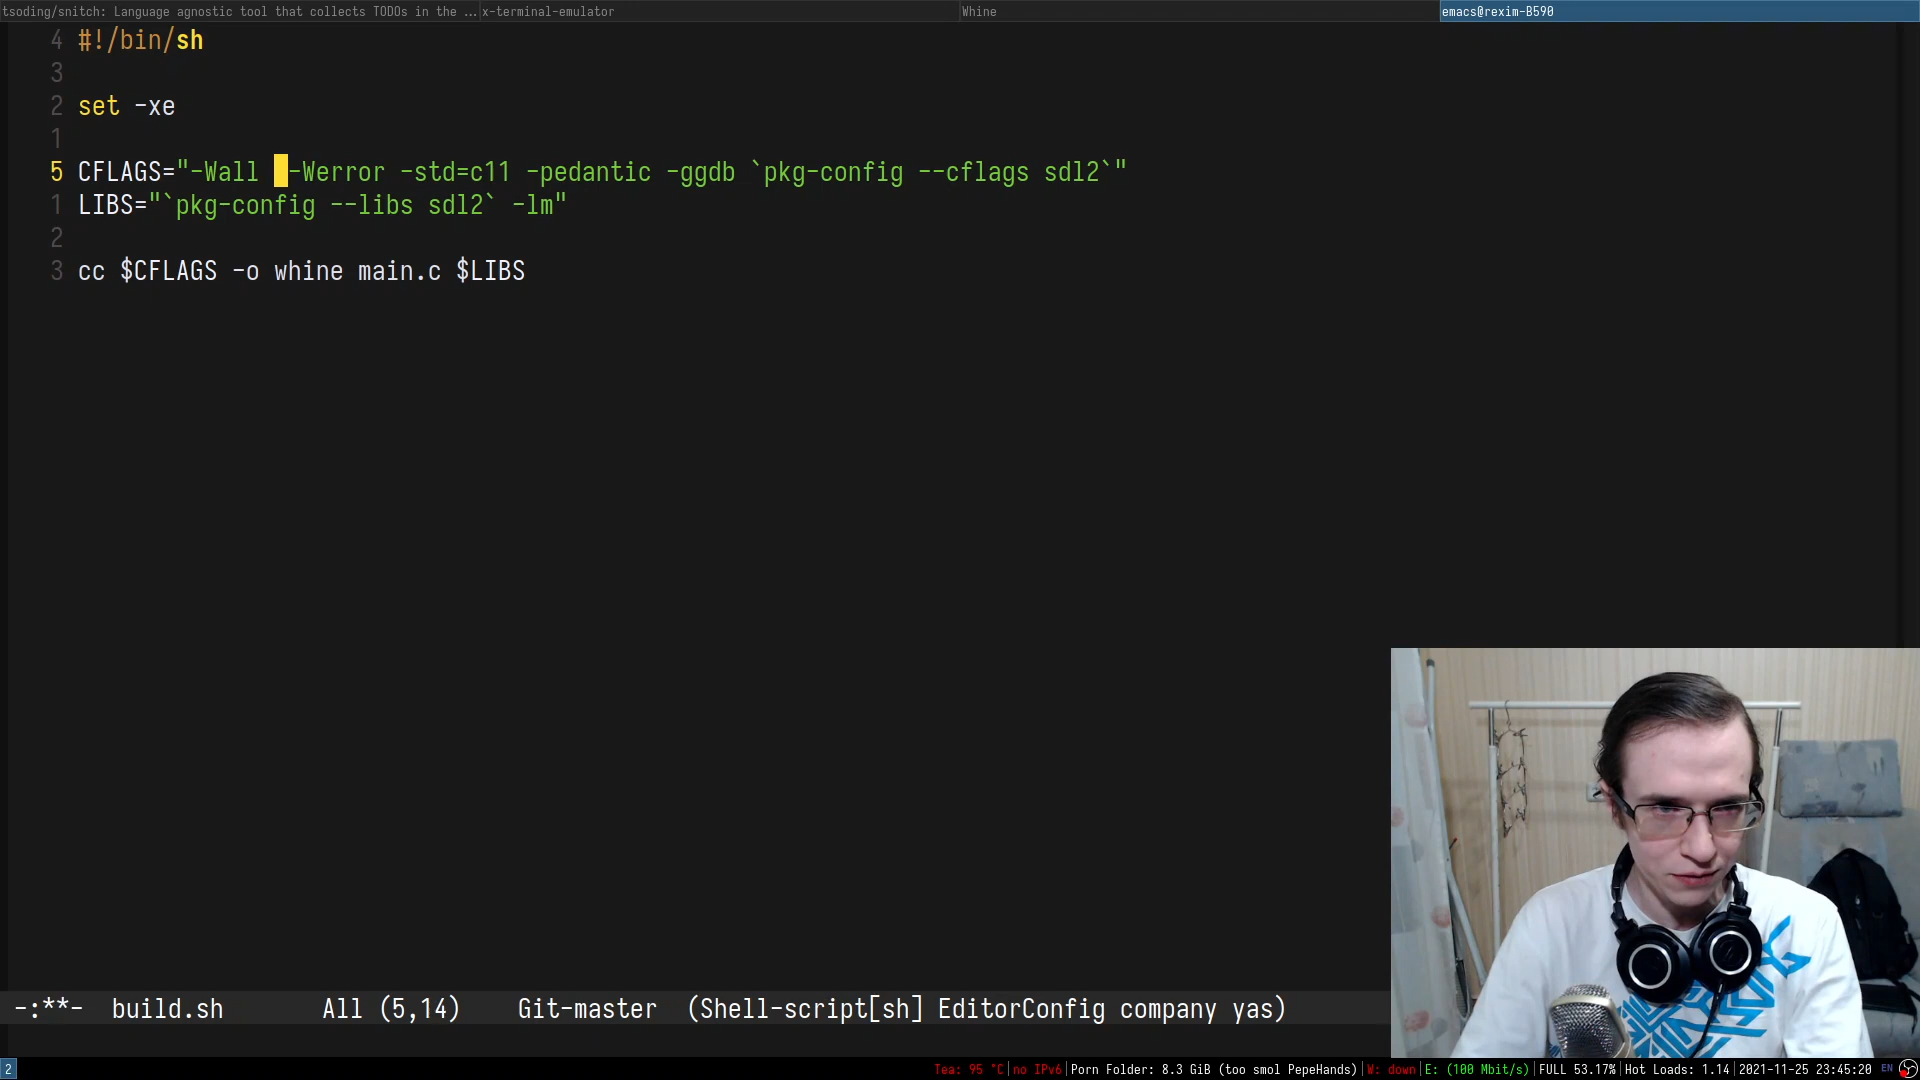 tsoding/snitch: Language agnostic tool that collects TODOs in the ... x-terminal-emulator Whine emacs@rexim-B590
4 #!/bin/sh
3
2 set -xe
1
5 CFLAGS="-Wall -Werror -std=c11 -pedantic -ggdb `pkg-config --cflags sdl2`"
1 LIBS="`pkg-config --libs sdl2` -lm"
2
3 cc $CFLAGS -o whine main.c $LIBS
-:**- build.sh All (5,14) Git-master (Shell-script[sh] EditorConfig company yas)
2 Tea: 95 °C|no IPv6|Porn Folder: 8.3 GiB (too smol PepeHands)|W: down|E: (100 Mbit/s)|FULL 53.17%|Hot Loads: 1.14|2021-11-25 23:45:20 EN